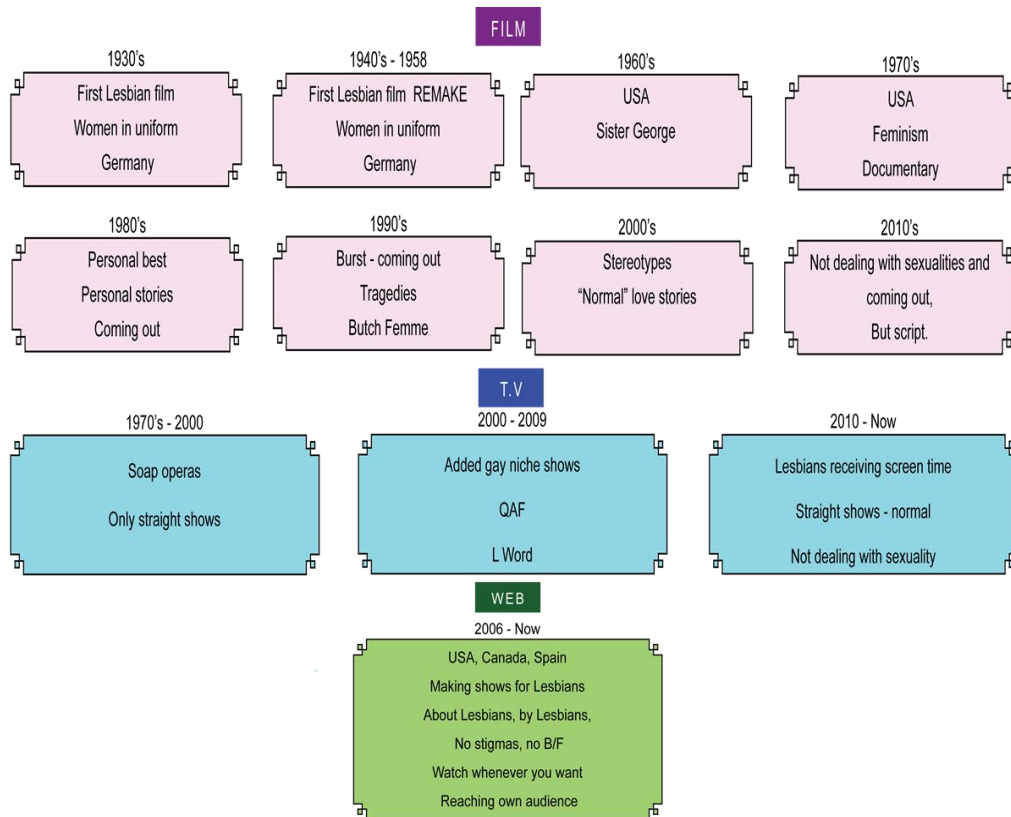 FILM
1930's
First Lesbian film
Women in uniform
Germany
1940's - 1958
First Lesbian film REMAKE
Women in uniform
Germany
1960's
USA
Sister George
1970's
USA
Feminism
Documentary
1980's
Personal best
Personal stories
Coming out
1990's
Burst - coming out
Tragedies
Butch Femme
2000's
Stereotypes
“Normal” love stories
2010's
Not dealing with sexualities and
coming out,
But script.
T.V
1970's - 2000
Soap operas
Only straight shows
2000 - 2009
Added gay niche shows
QAF
L Word
2010 - Now
Lesbians receiving screen time
Straight shows - normal
Not dealing with sexuality
WEB
2006 - Now
USA, Canada, Spain
Making shows for Lesbians
About Lesbians, by Lesbians,
No stigmas, no B/F
Watch whenever you want
Reaching own audience